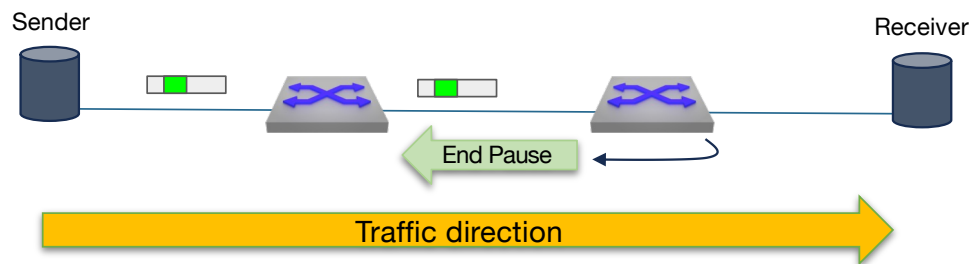 Sender
Receiver
End Pause
Traffic direction